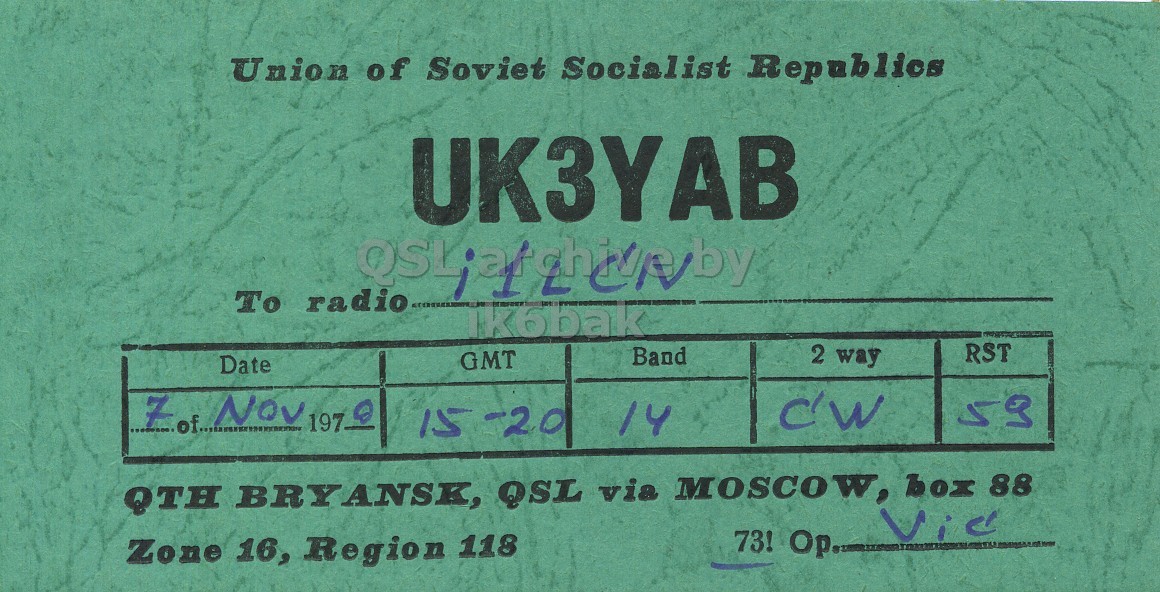 Union of Soviet Socialist Republics
UK3YAB
QSL archive by
ik6bak
To radio i1LCN
Date GMT Band 2 way RST
7 of Nov 1970 15-20 14 CW 59
QTH BRYANSK, QSL via MOSCOW, box 88
Zone 16, Region 118 73! Op. Vic